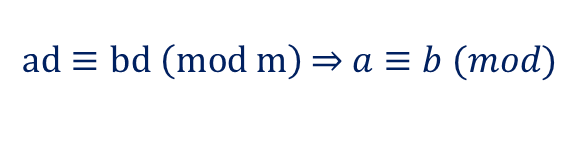 ad ≡ bd (mod m) ⇒ a ≡ b (mod)